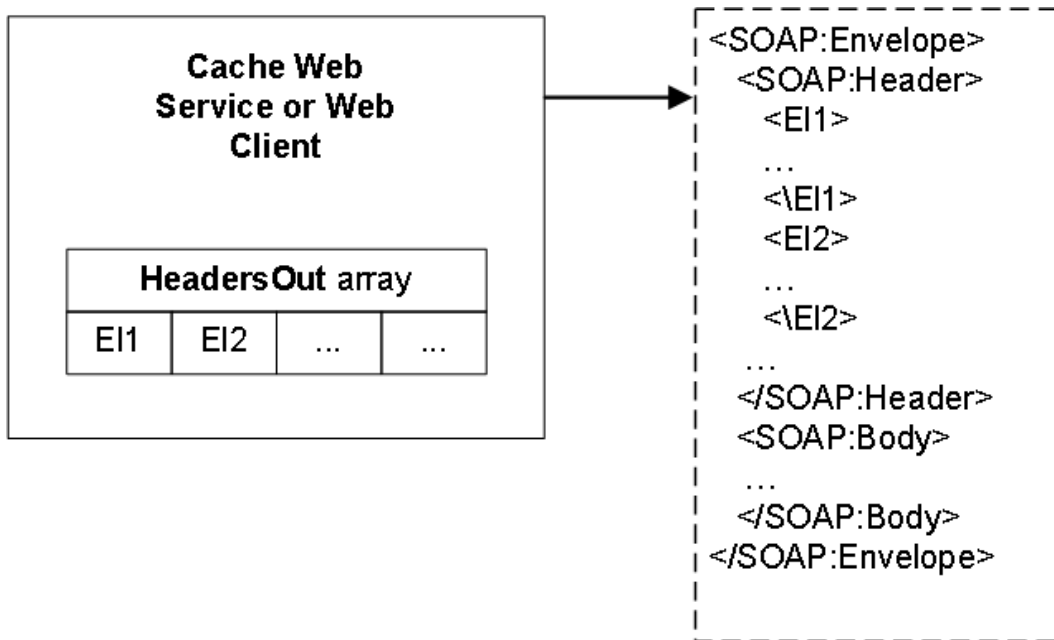 Cache Web
Service or Web
Client
HeadersOut array
El1 El2 ... ...
<SOAP:Envelope>
<SOAP:Header>
<El1>
...
<\El1>
<El2>
...
<\El2>
...
</SOAP:Header>
<SOAP:Body>
...
</SOAP:Body>
</SOAP:Envelope>